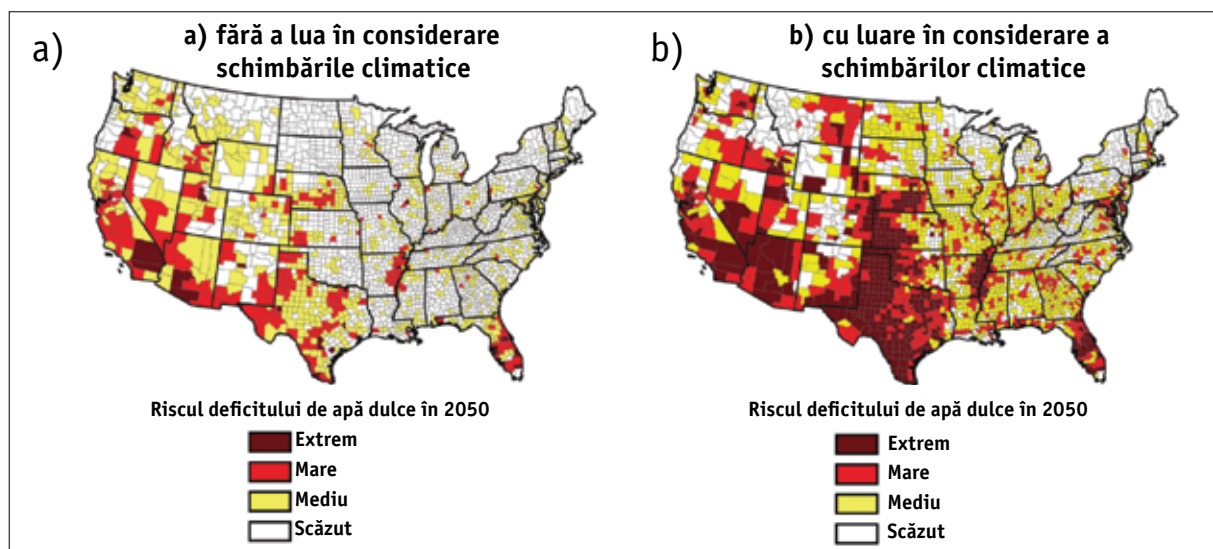 a)
a) fără a lua în considerare
schimbările climatice
Riscul deficitului de apă dulce în 2050
Extrem
Mare
Mediu
Scăzut
b)
b) cu luare în considerare a
schimbărilor climatice
Riscul deficitului de apă dulce în 2050
Extrem
Mare
Mediu
Scăzut